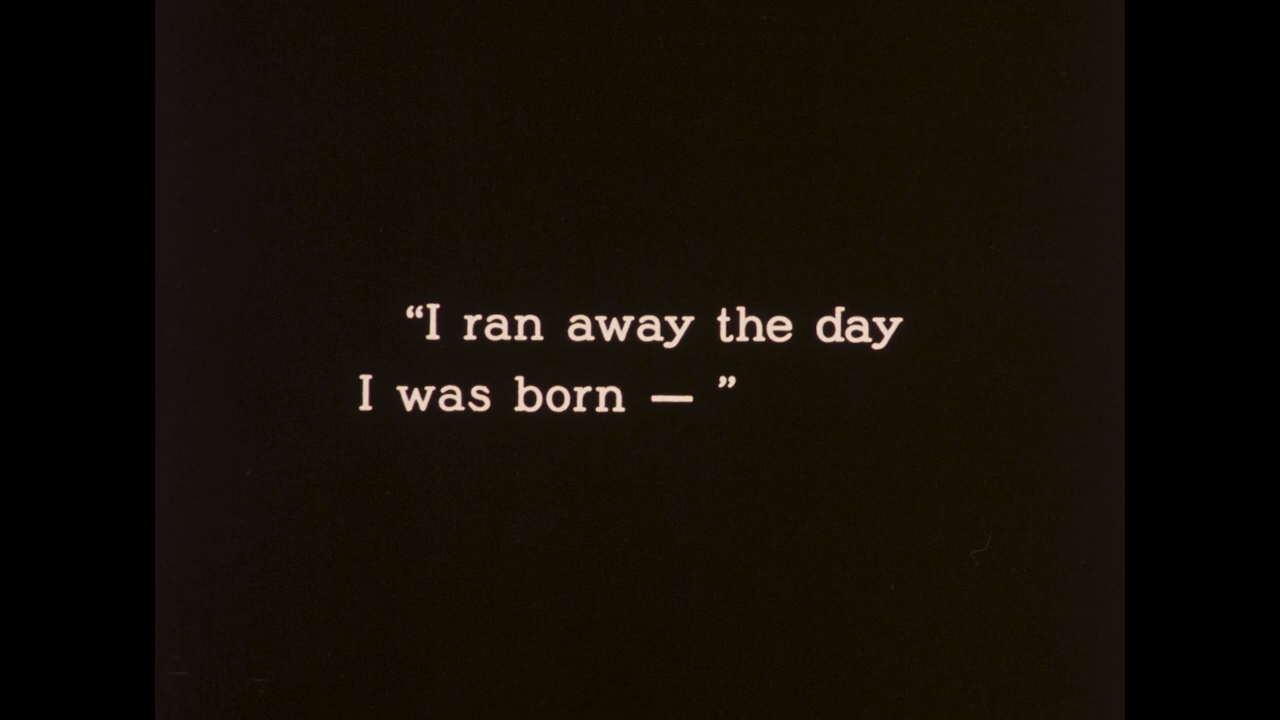 “I ran away the day
I was born — ”